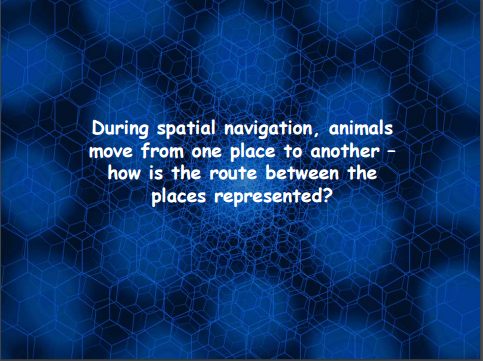 During spatial navigation, animals
move from one place to another –
how is the route between the
places represented?